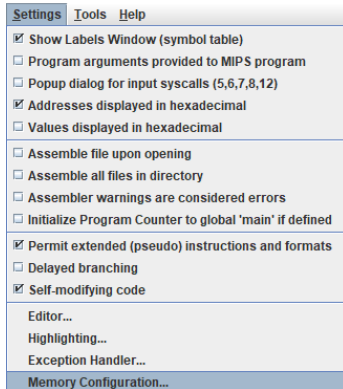 Settings Tools Help
Show Labels Window (symbol table)
Program arguments provided to MIPS program
Popup dialog for input syscalls (5,6,7,8,12)
Addresses displayed in hexadecimal
Values displayed in hexadecimal
Assemble file upon opening
Assemble all files in directory
Assembler warnings are considered errors
Initialize Program Counter to global 'main' if defined
Permit extended (pseudo) instructions and formats
Delayed branching
Self-modifying code
Editor...
Highlighting...
Exception Handler...
Memory Configuration...